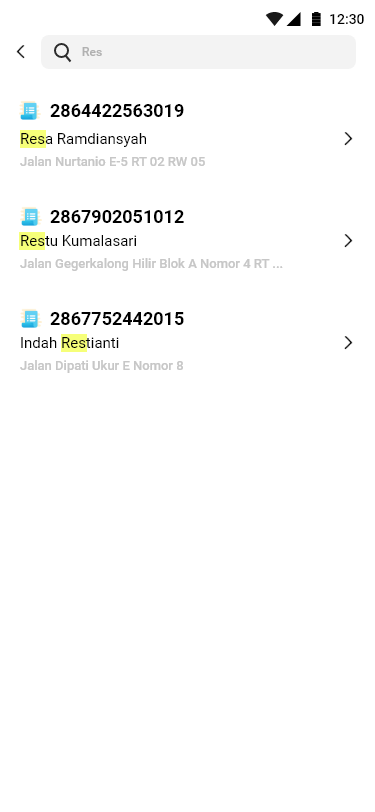 12:30
Res
2864422563019
Resa Ramdiansyah
Jalan Nurtanio E-5 RT 02 RW 05
2867902051012
Restu Kumalasari
Jalan Gegerkalong Hilir Blok A Nomor 4 RT ...
2867752442015
Indah Restianti
Jalan Dipati Ukur E Nomor 8